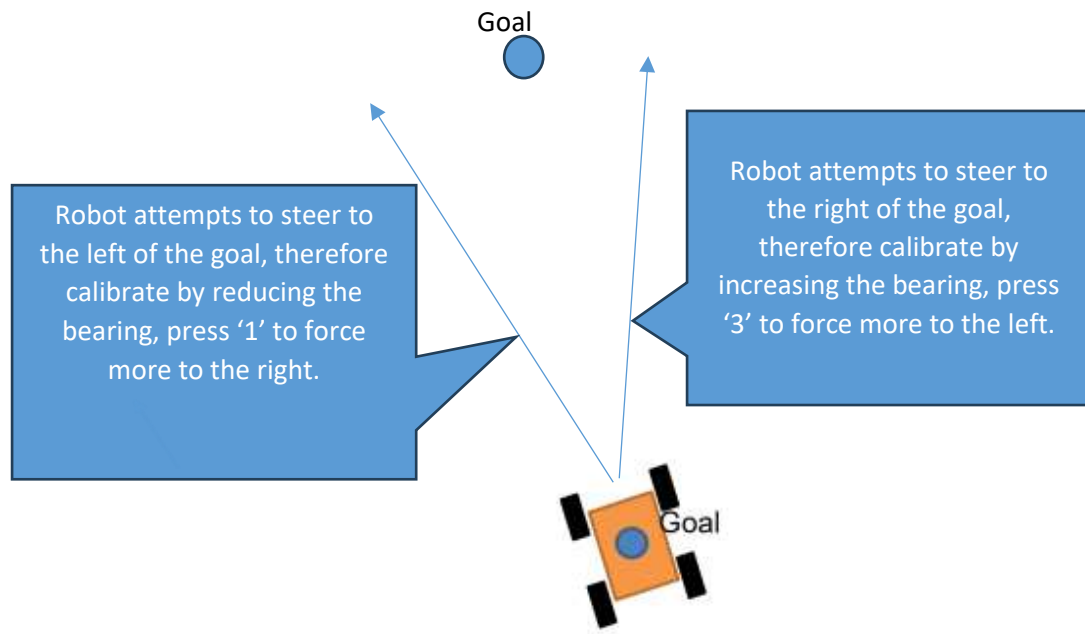 Goal
Robot attempts to steer to
the left of the goal, therefore
calibrate by reducing the
bearing, press ‘1’ to force
more to the right.
Robot attempts to steer to
the right of the goal,
therefore calibrate by
increasing the bearing, press
‘3’ to force more to the left.
Goal